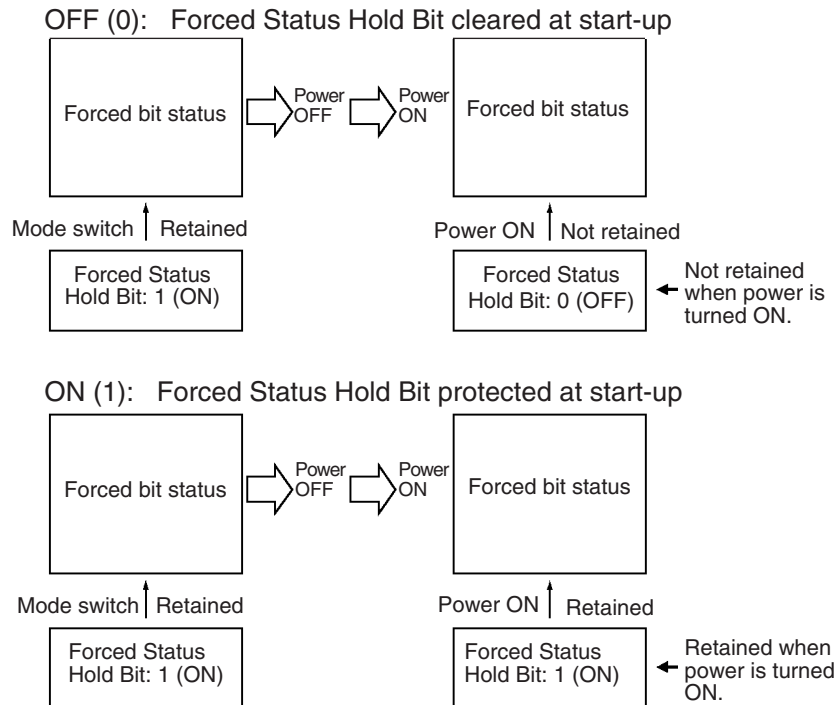 OFF (0): Forced Status Hold Bit cleared at start-up
Forced bit status
Power
OFF
Power
ON
Forced bit status
Mode switch
Retained
Power ON
Not retained
Forced Status
Hold Bit: 1 (ON)
Forced Status
Hold Bit: 0 (OFF)
Not retained
when power is
turned ON.
ON (1): Forced Status Hold Bit protected at start-up
Forced bit status
Power
OFF
Power
ON
Forced bit status
Mode switch
Retained
Power ON
Retained
Forced Status
Hold Bit: 1 (ON)
Forced Status
Hold Bit: 1 (ON)
Retained when
power is turned
ON.